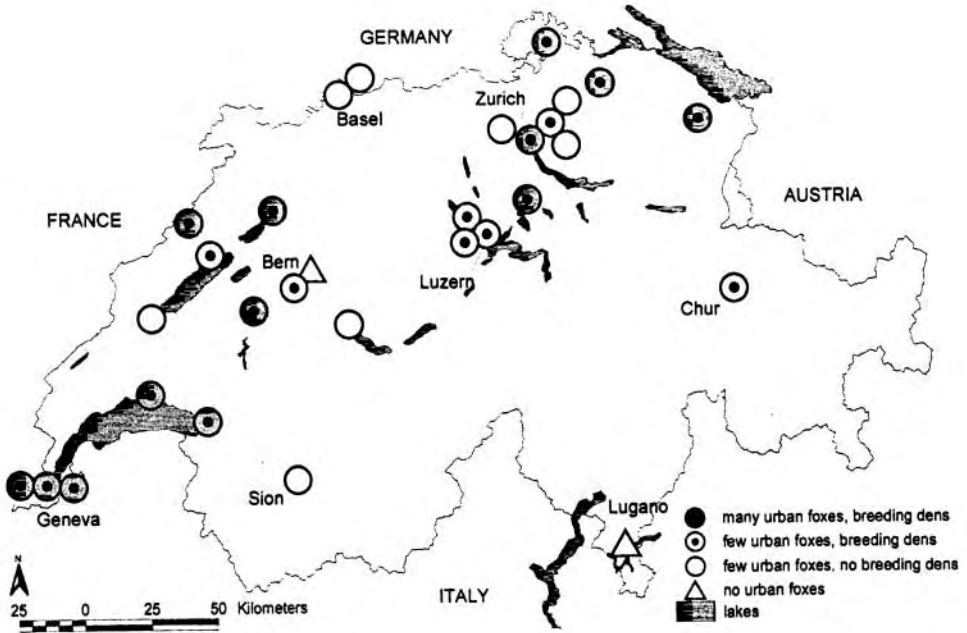 GERMANY
Zurich
Basel
AUSTRIA
FRANCE
Bern
Luzern
Chur
Sion
Geneva
Lugano
ITALY
N
25 0 25 50 Kilometers
many urban foxes, breeding dens
few urban foxes, breeding dens
few urban foxes, no breeding dens
no urban foxes
lakes